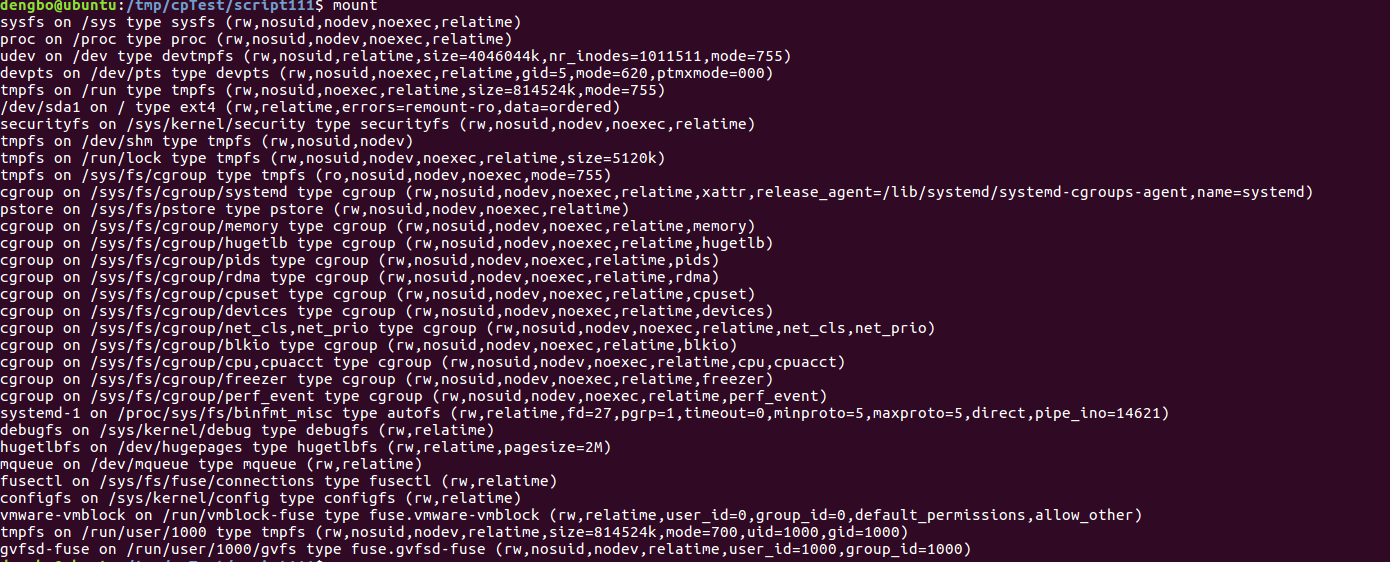 dengbo@ubuntu:/tmp/cpTest/script111$ mount
sysfs on /sys type sysfs (rw,nosuid,nodev,noexec,relatime)
proc on /proc type proc (rw,nosuid,nodev,noexec,relatime)
udev on /dev type devtmpfs (rw,nosuid,relatime,size=4046044k,nr_inodes=1011511,mode=755)
devpts on /dev/pts type devpts (rw,nosuid,noexec,relatime,gid=5,mode=620,ptmxmode=000)
tmpfs on /run type tmpfs (rw,nosuid,noexec,relatime,size=814524k,mode=755)
/dev/sda1 on / type ext4 (rw,relatime,errors=remount-ro,data=ordered)
securityfs on /sys/kernel/security type securityfs (rw,nosuid,nodev,noexec,relatime)
tmpfs on /dev/shm type tmpfs (rw,nosuid,nodev)
tmpfs on /run/lock type tmpfs (rw,nosuid,nodev,noexec,relatime,size=5120k)
tmpfs on /sys/fs/cgroup type tmpfs (ro,nosuid,nodev,noexec,mode=755)
cgroup on /sys/fs/cgroup/systemd type cgroup (rw,nosuid,nodev,noexec,relatime,xattr,release_agent=/lib/systemd/systemd-cgroups-agent,name=systemd)
pstore on /sys/fs/pstore type pstore (rw,nosuid,nodev,noexec,relatime)
cgroup on /sys/fs/cgroup/memory type cgroup (rw,nosuid,nodev,noexec,relatime,memory)
cgroup on /sys/fs/cgroup/hugetlb type cgroup (rw,nosuid,nodev,noexec,relatime,hugetlb)
cgroup on /sys/fs/cgroup/pids type cgroup (rw,nosuid,nodev,noexec,relatime,pids)
cgroup on /sys/fs/cgroup/rdma type cgroup (rw,nosuid,nodev,noexec,relatime,rdma)
cgroup on /sys/fs/cgroup/cpuset type cgroup (rw,nosuid,nodev,noexec,relatime,cpuset)
cgroup on /sys/fs/cgroup/devices type cgroup (rw,nosuid,nodev,noexec,relatime,devices)
cgroup on /sys/fs/cgroup/net_cls,net_prio type cgroup (rw,nosuid,nodev,noexec,relatime,net_cls,net_prio)
cgroup on /sys/fs/cgroup/blkio type cgroup (rw,nosuid,nodev,noexec,relatime,blkio)
cgroup on /sys/fs/cgroup/cpu,cpuacct type cgroup (rw,nosuid,nodev,noexec,relatime,cpu,cpuacct)
cgroup on /sys/fs/cgroup/freezer type cgroup (rw,nosuid,nodev,noexec,relatime,freezer)
cgroup on /sys/fs/cgroup/perf_event type cgroup (rw,nosuid,nodev,noexec,relatime,perf_event)
systemd-1 on /proc/sys/fs/binfmt_misc type autofs (rw,relatime,fd=27,pgrp=1,timeout=0,minproto=5,maxproto=5,direct,pipe_ino=14621)
debugfs on /sys/kernel/debug type debugfs (rw,relatime)
hugetlbfs on /dev/hugepages type hugetlbfs (rw,relatime,pagesize=2M)
mqueue on /dev/mqueue type mqueue (rw,relatime)
fusectl on /sys/fs/fuse/connections type fusectl (rw,relatime)
configfs on /sys/kernel/config type configfs (rw,relatime)
vmware-vmblock on /run/vmblock-fuse type fuse.vmware-vmblock (rw,relatime,user_id=0,group_id=0,default_permissions,allow_other)
tmpfs on /run/user/1000 type tmpfs (rw,nosuid,nodev,relatime,size=814524k,mode=700,uid=1000,gid=1000)
gvfsd-fuse on /run/user/1000/gvfs type fuse.gvfsd-fuse (rw,nosuid,nodev,relatime,user_id=1000,group_id=1000)